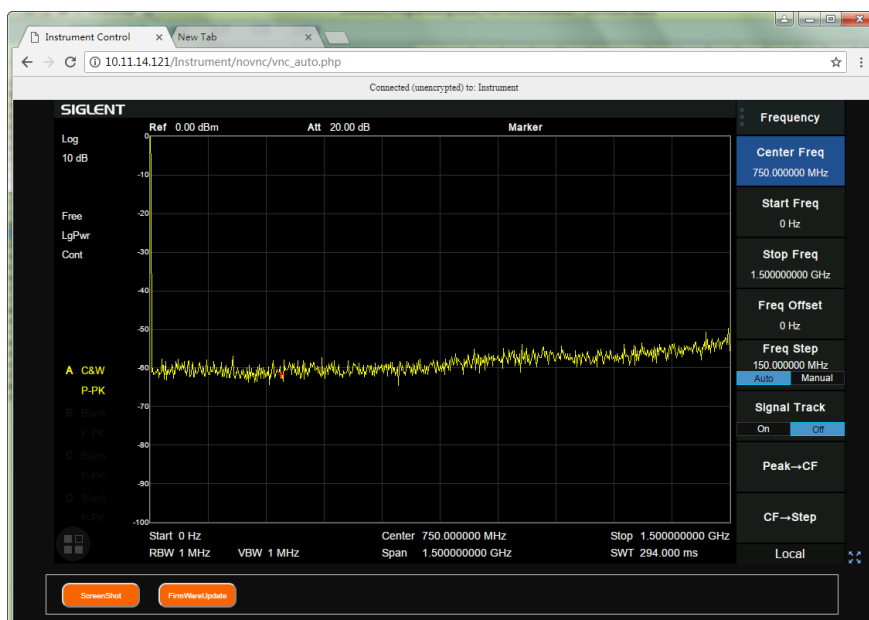 Instrument Control
New Tab
10.11.14.121/Instrument/novnc/vnc_auto.php
Connected (unencrypted) to: Instrument
SIGLENT
Ref 0.00 dBm Att 20.00 dB Marker
Log
10 dB
Free
LgPwr
Cont
A C&W
P-PK
B Blank
P-PK
C Blank
P-PK
D Blank
P-PK
0
-10
-20
-30
-40
-50
-60
-70
-80
-90
-100
Start 0 Hz Center 750.000000 MHz Stop 1.500000000 GHz
RBW 1 MHz VBW 1 MHz Span 1.500000000 GHz SWT 294.000 ms
Frequency
Center Freq
750.000000 MHz
Start Freq
0 Hz
Stop Freq
1.500000000 GHz
Freq Offset
0 Hz
Freq Step
150.000000 MHz
Auto Manual
Signal Track
On Off
Peak→CF
CF→Step
Local
ScreenShot FirmWareUpdate